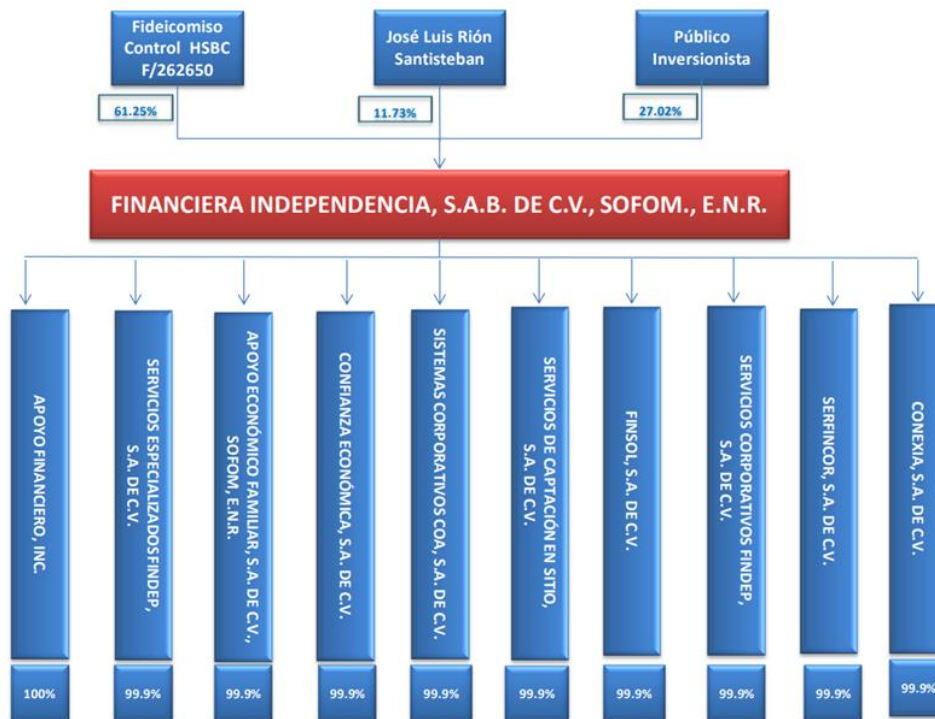 Fideicomiso
Control HSBC
F/262650
José Luis Rión
Santisteban
Público
Inversionista
61.25%
11.73%
27.02%
FINANCIERA INDEPENDENCIA, S.A.B. DE C.V., SOFOM., E.N.R.
APOYO FINANCIERO, INC.
SERVICIOS ESPECIALIZADOS FINDEP,
S.A. DE C.V.
APOYO ECONÓMICO FAMILIAR, S.A. DE C.V.,
SOFOM, E.N.R.
CONFIANZA ECONÓMICA, S.A. DE C.V.
SISTEMAS CORPORATIVOS COA, S.A. DE C.V.
SERVICIOS DE CAPTACIÓN EN SITIO,
S.A. DE C.V.
FINSOL, S.A. DE C.V.
SERVICIOS CORPORATIVOS FINDEP,
S.A. DE C.V.
SERFINCOR, S.A. DE C.V.
CONEXIA, S.A. DE C.V.
100%
99.9%
99.9%
99.9%
99.9%
99.9%
99.9%
99.9%
99.9%
99.9%